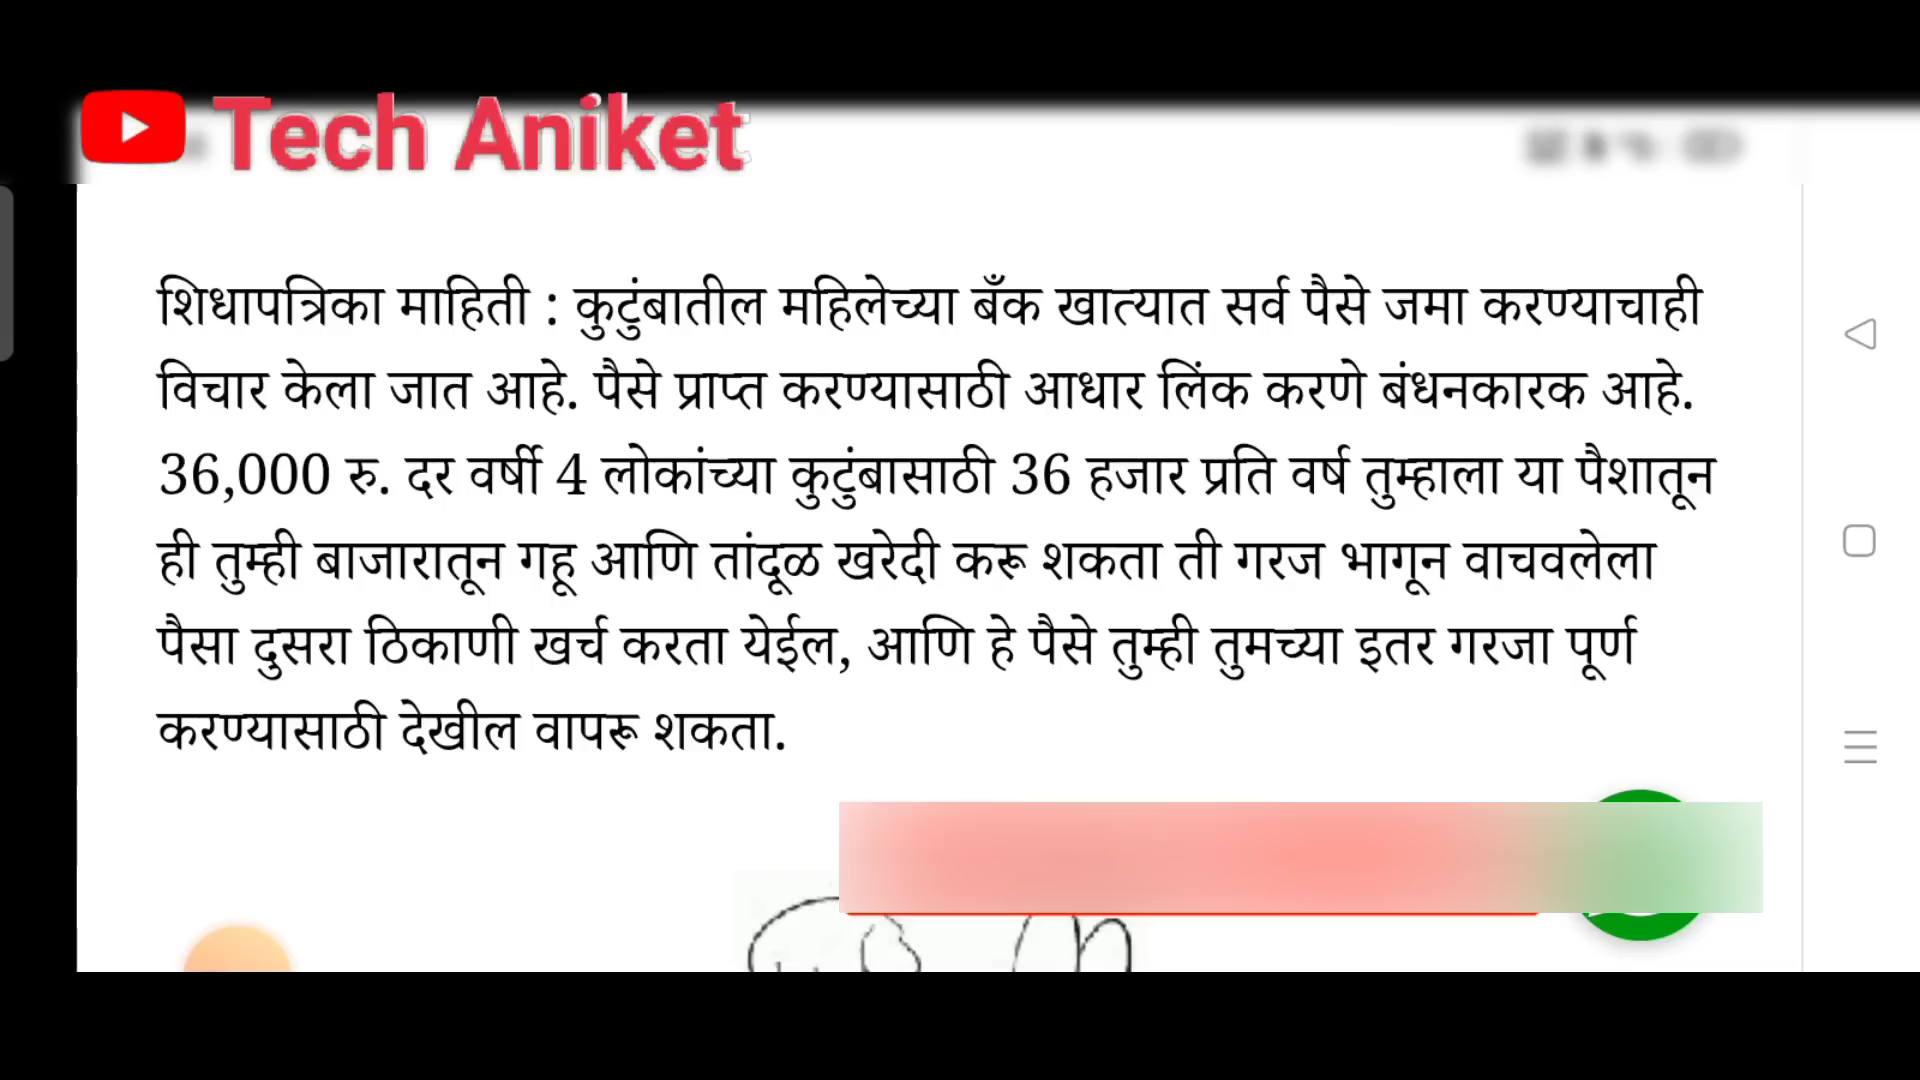 Tech Aniket
शिधापत्रिका माहिती : कुटुंबातील महिलेच्या बँक खात्यात सर्व पैसे जमा करण्याचाही
विचार केला जात आहे. पैसे प्राप्त करण्यासाठी आधार लिंक करणे बंधनकारक आहे.
36,000 रु. दर वर्षी 4 लोकांच्या कुटुंबासाठी 36 हजार प्रति वर्ष तुम्हाला या पैशातून
ही तुम्ही बाजारातून गहू आणि तांदूळ खरेदी करू शकता ती गरज भागून वाचवलेला
पैसा दुसरा ठिकाणी खर्च करता येईल, आणि हे पैसे तुम्ही तुमच्या इतर गरजा पूर्ण
करण्यासाठी देखील वापरू शकता.